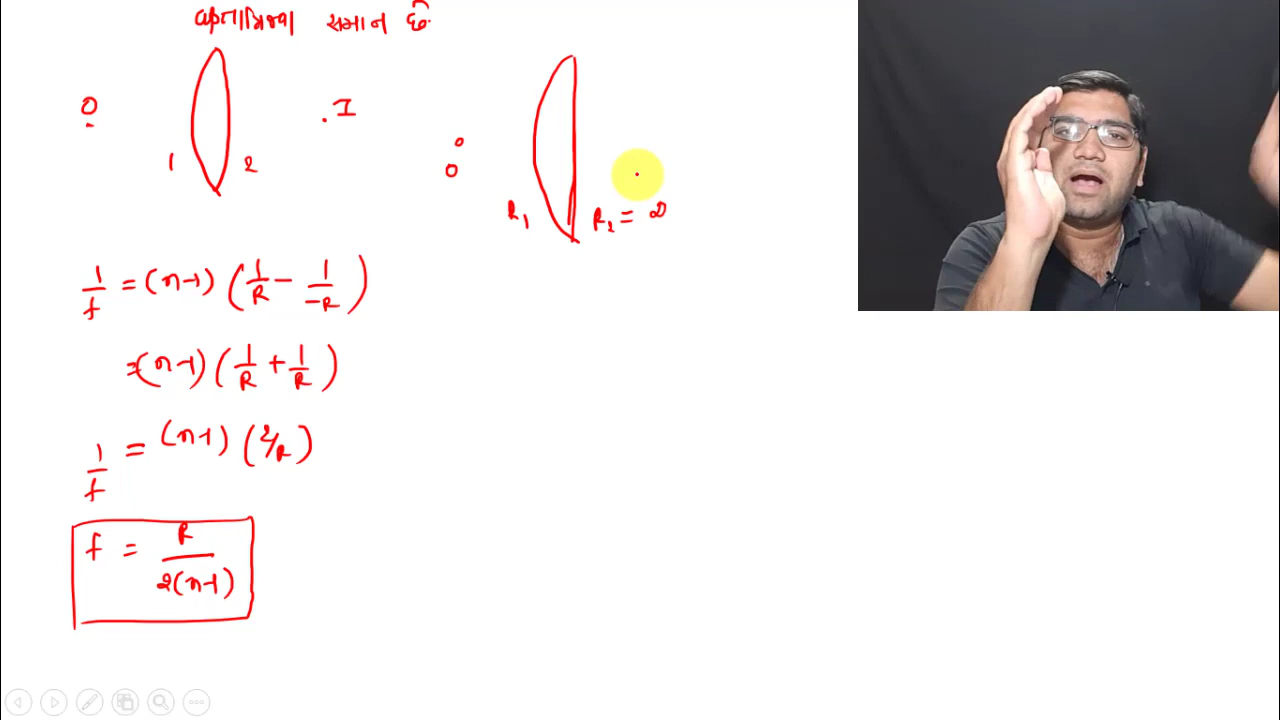 વક્રતાત્રિજ્યા સમાન છે.
O
1 2
. I
O
R₁ R₂ = ∞
1/f = (n-1) (1/R - 1/-R)
= (n-1) (1/R + 1/R)
1/f = (n-1) (2/R)
f = R / 2(n-1)